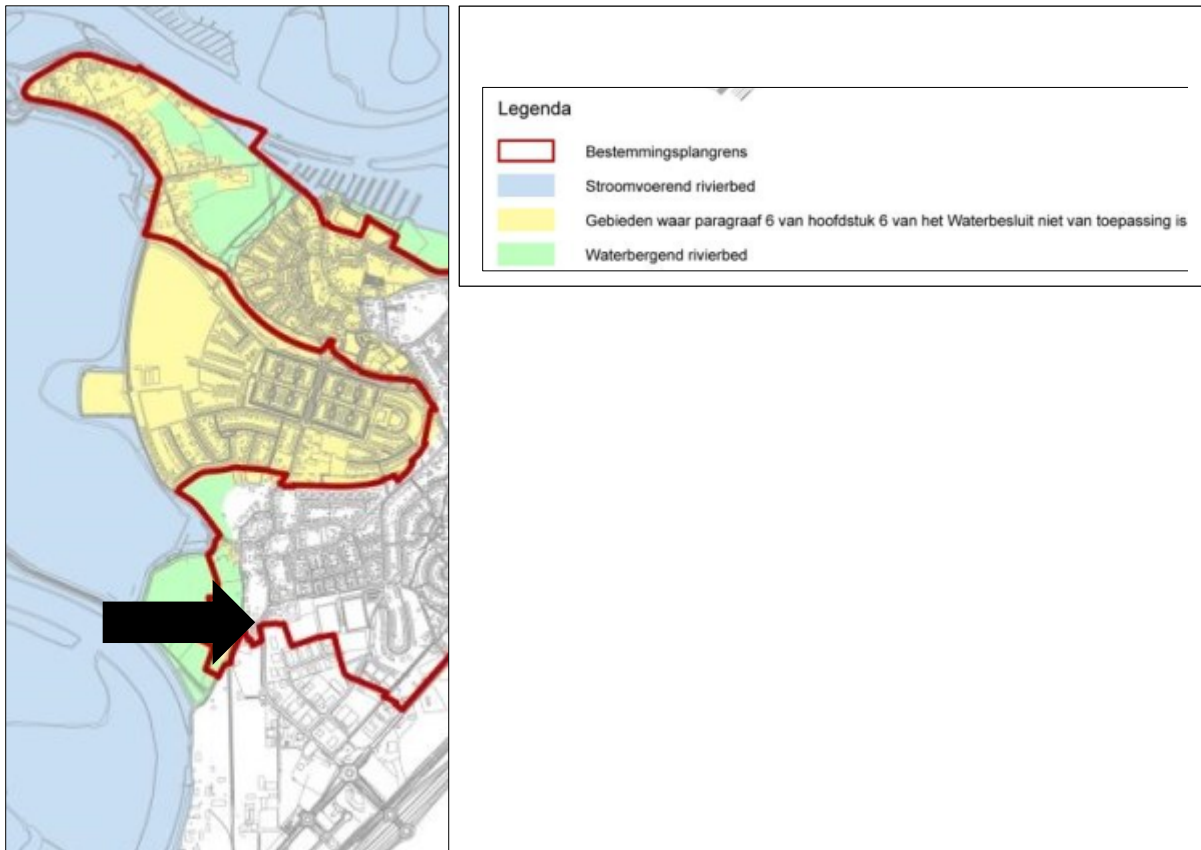 Legenda
Bestemmingsplangrens
Stroomvoerend rivierbed
Gebieden waar paragraaf 6 van hoofdstuk 6 van het Waterbesluit niet van toepassing is
Waterbergend rivierbed